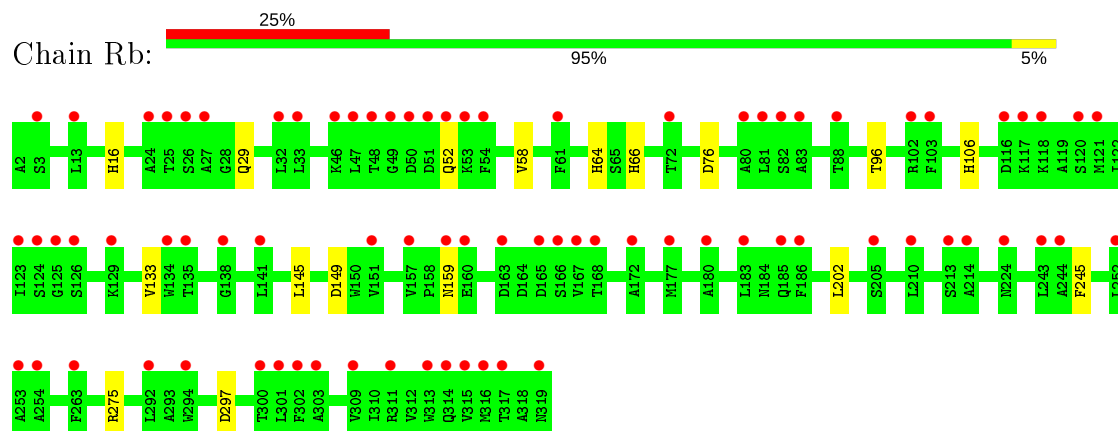 25%
Chain Rb:
95% 5%
A2 S3 L13 H16 A24 T25 S26 A27 G28 Q29 L32 L33 K46 L47 T48 G49 D50 D51 Q52 K53 F54 V58 F61 H64 S65 H66 T72 D76 A80 L81 S82 A83 T88 T96 R102 F103 H106 D116 K117 K118 A119 S120 M121
I123 S124 G125 S126 K129 V133 W134 T135 G138 L141 L145 D149 W150 V151 V157 P158 N159 E160 D163 D164 D165 S166 V167 T168 A172 M177 A180 L183 N184 Q185 F186 L202 S205 L210 S213 A214 N224 L243 A244 F245
A253 A254 F263 R275 L292 A293 W294 D297 T300 L301 F302 A303 V309 I310 R311 V312 W313 Q314 V315 M316 T317 A318 N319